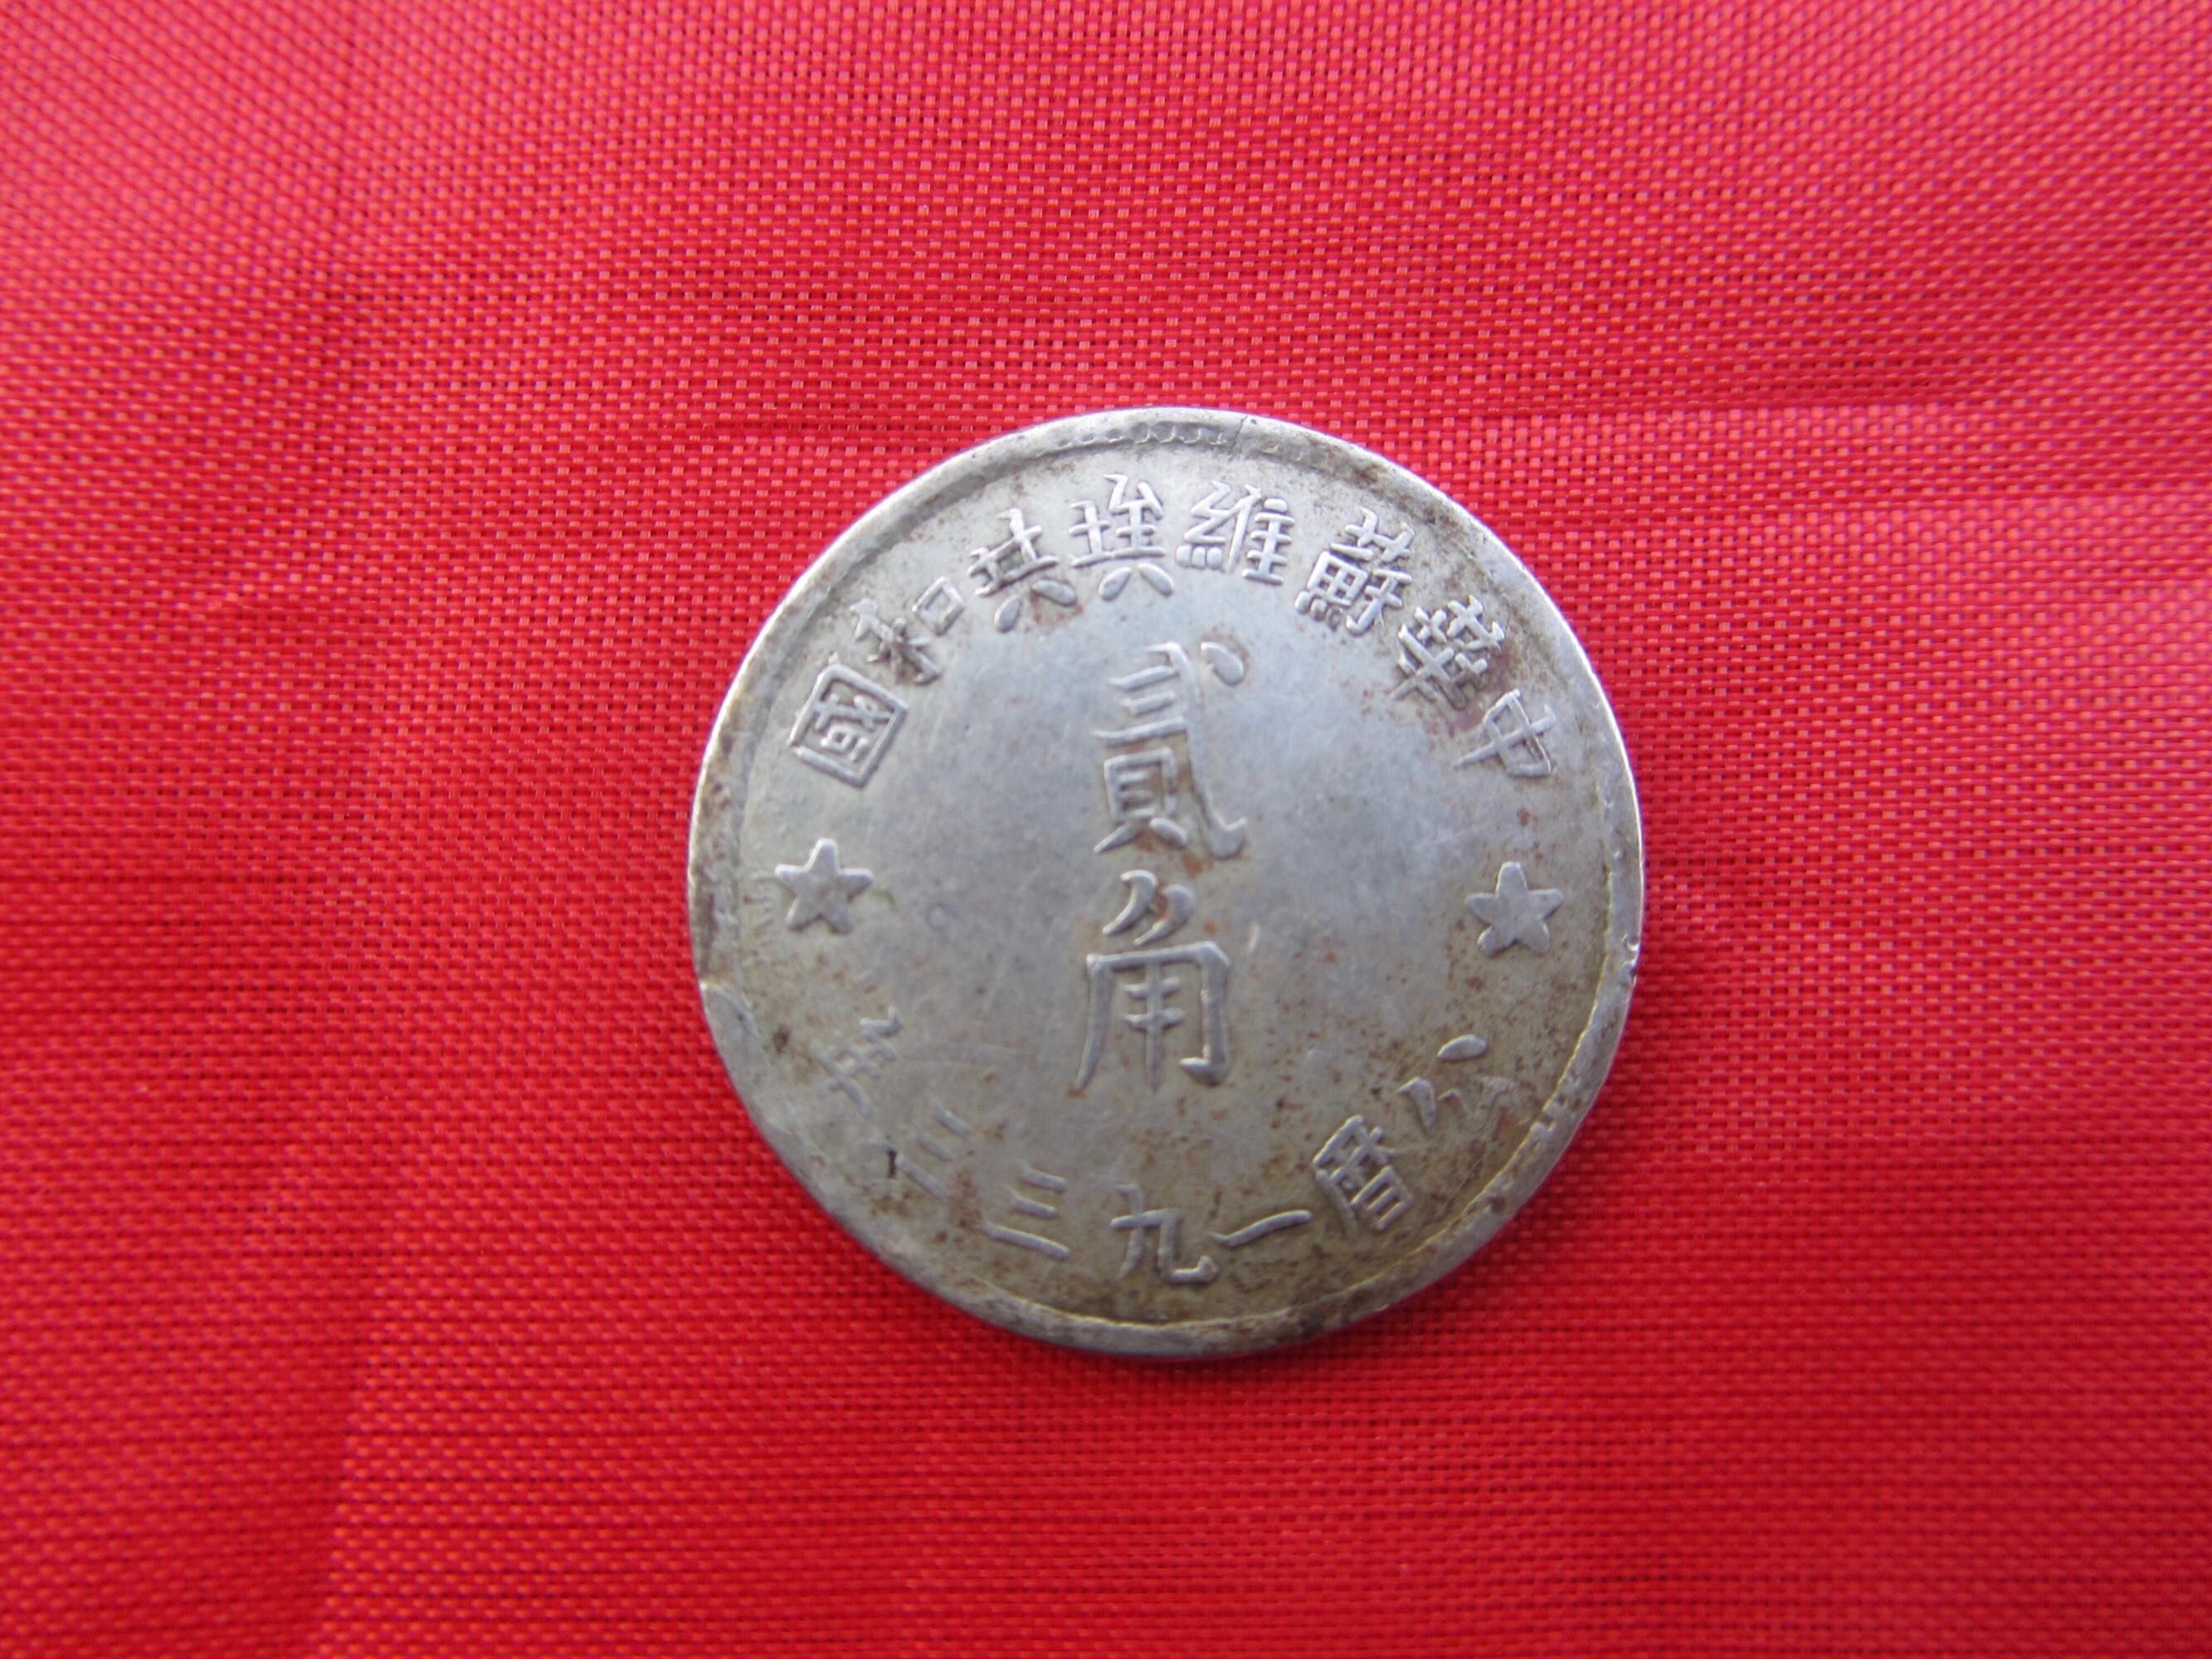 中華蘇維埃共和國
貳角
公曆一九三三年